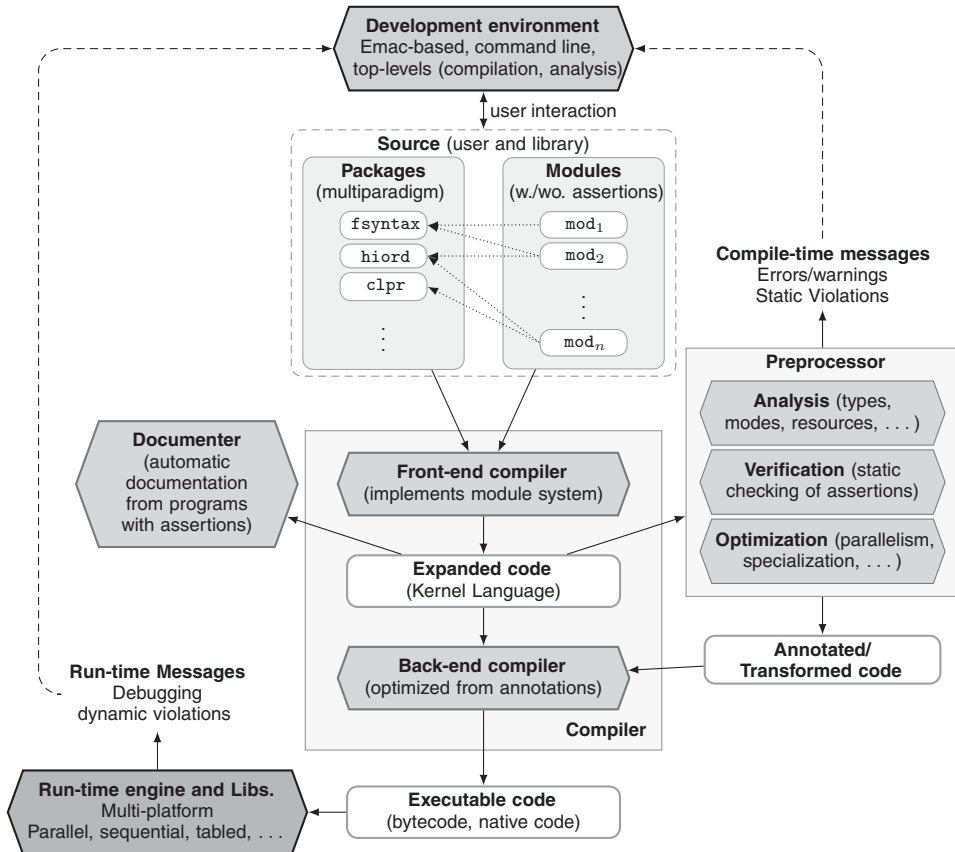 Development environment
Emac-based, command line,
top-levels (compilation, analysis)
user interaction
Source (user and library)
Packages
(multiparadigm)
fsyntax
hiord
clpr
Modules
(w./wo. assertions)
mod1
mod2
modn
Compile-time messages
Errors/warnings
Static Violations
Preprocessor
Analysis (types,
modes, resources, . . . )
Verification (static
checking of assertions)
Optimization (parallelism,
specialization, . . . )
Documenter
(automatic
documentation
from programs
with assertions)
Front-end compiler
(implements module system)
Expanded code
(Kernel Language)
Back-end compiler
(optimized from annotations)
Compiler
Annotated/
Transformed code
Run-time Messages
Debugging
dynamic violations
Run-time engine and Libs.
Multi-platform
Parallel, sequential, tabled, . . .
Executable code
(bytecode, native code)